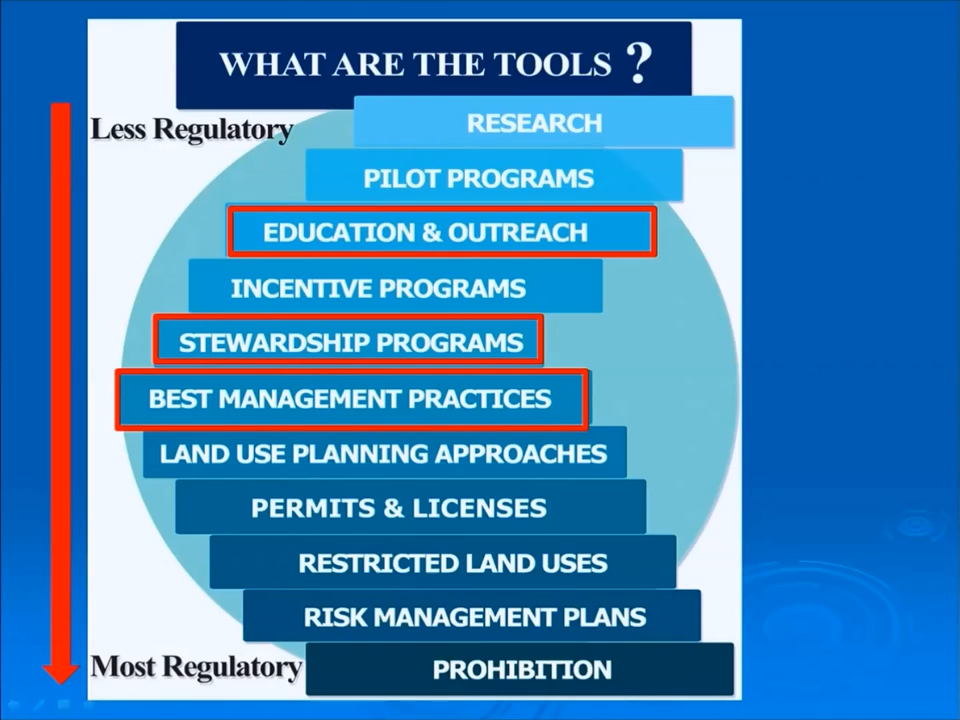 WHAT ARE THE TOOLS ?
Less Regulatory
RESEARCH
PILOT PROGRAMS
EDUCATION & OUTREACH
INCENTIVE PROGRAMS
STEWARDSHIP PROGRAMS
BEST MANAGEMENT PRACTICES
LAND USE PLANNING APPROACHES
PERMITS & LICENSES
RESTRICTED LAND USES
RISK MANAGEMENT PLANS
Most Regulatory
PROHIBITION